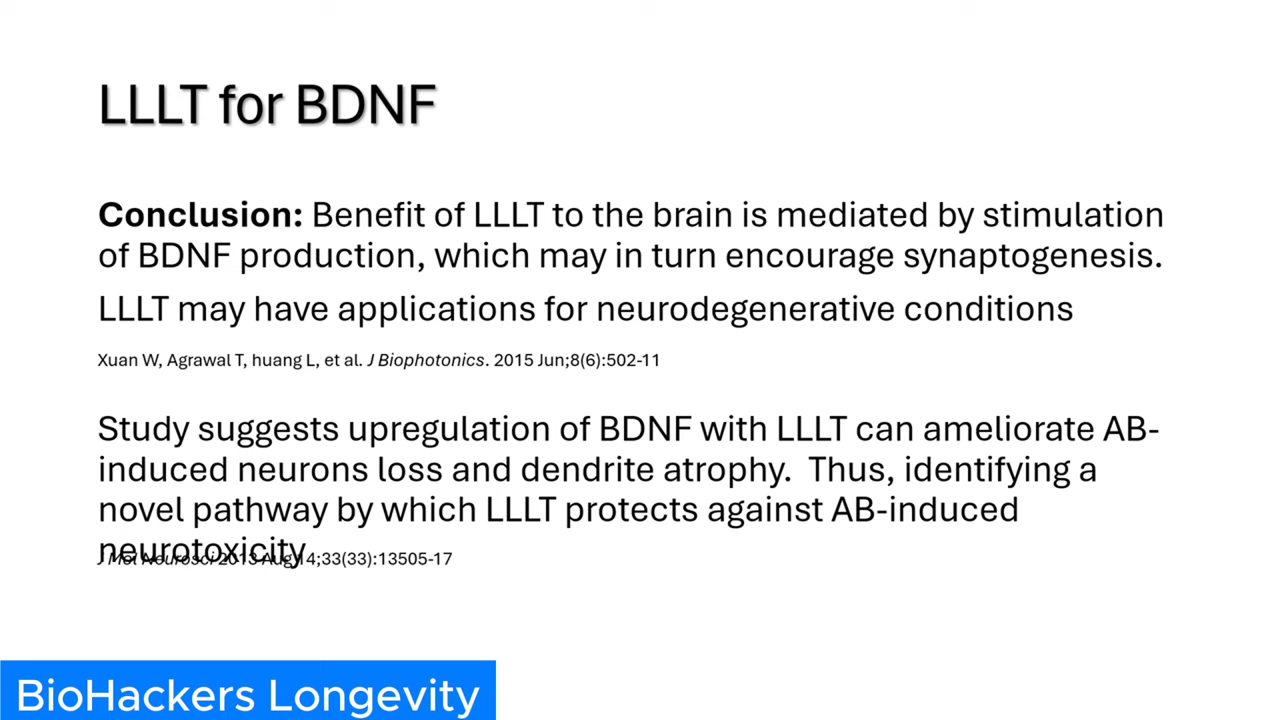 LLLT for BDNF
Conclusion: Benefit of LLLT to the brain is mediated by stimulation
of BDNF production, which may in turn encourage synaptogenesis.
LLLT may have applications for neurodegenerative conditions
Xuan W, Agrawal T, huang L, et al. J Biophotonics. 2015 Jun;8(6):502-11
Study suggests upregulation of BDNF with LLLT can ameliorate AB-
induced neurons loss and dendrite atrophy.  Thus, identifying a
novel pathway by which LLLT protects against AB-induced
neurotoxicity
J Mol Neurosci 2013 Aug 14;33(33):13505-17
BioHackers Longevity